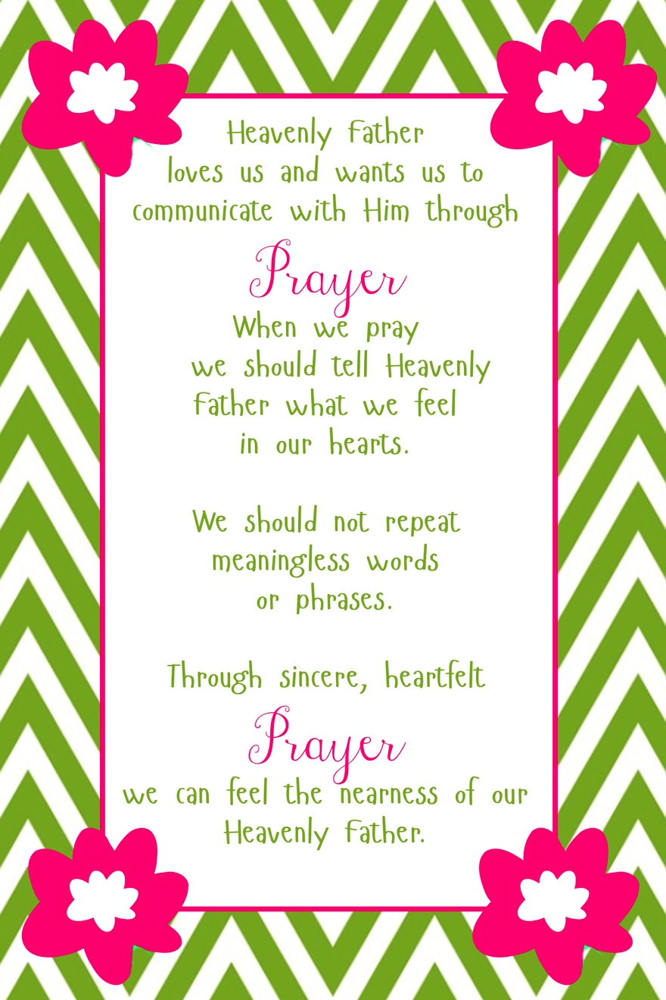 Heavenly Father
loves us and wants us to
communicate with Him through
Prayer
When we pray
we should tell Heavenly
Father what we feel
in our hearts.
We should not repeat
meaningless words
or phrases.
Through sincere, heartfelt
Prayer
we can feel the nearness of our
Heavenly Father.